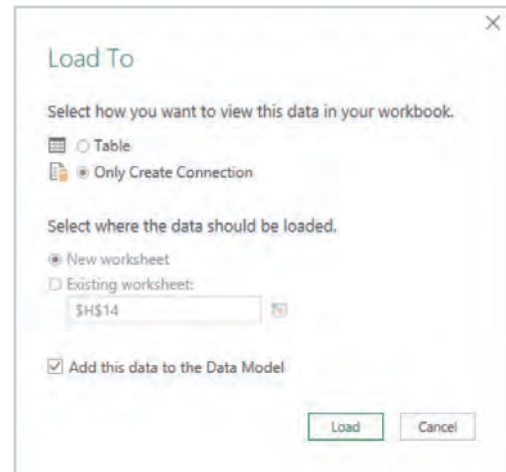 Load To
Select how you want to view this data in your workbook.
Table
Only Create Connection
Select where the data should be loaded.
New worksheet
Existing worksheet:
$H$14
Add this data to the Data Model
Load
Cancel